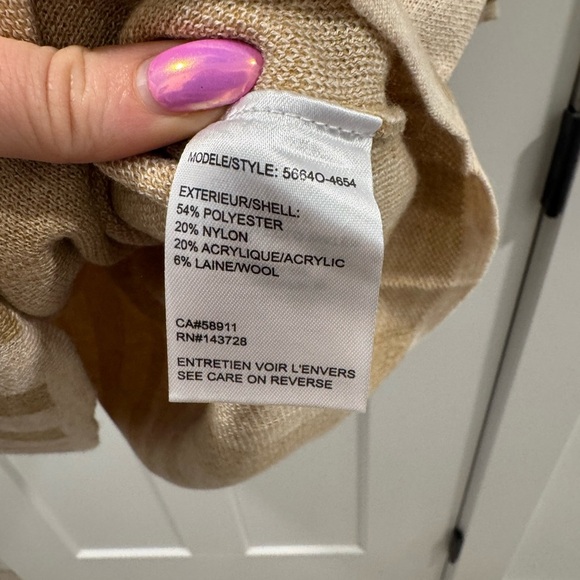 MODELE/STYLE: 5664O-4654
EXTERIEUR/SHELL:
54% POLYESTER
20% NYLON
20% ACRYLIQUE/ACRYLIC
6% LAINE/WOOL
CA#58911
RN#143728
ENTRETIEN VOIR L'ENVERS
SEE CARE ON REVERSE